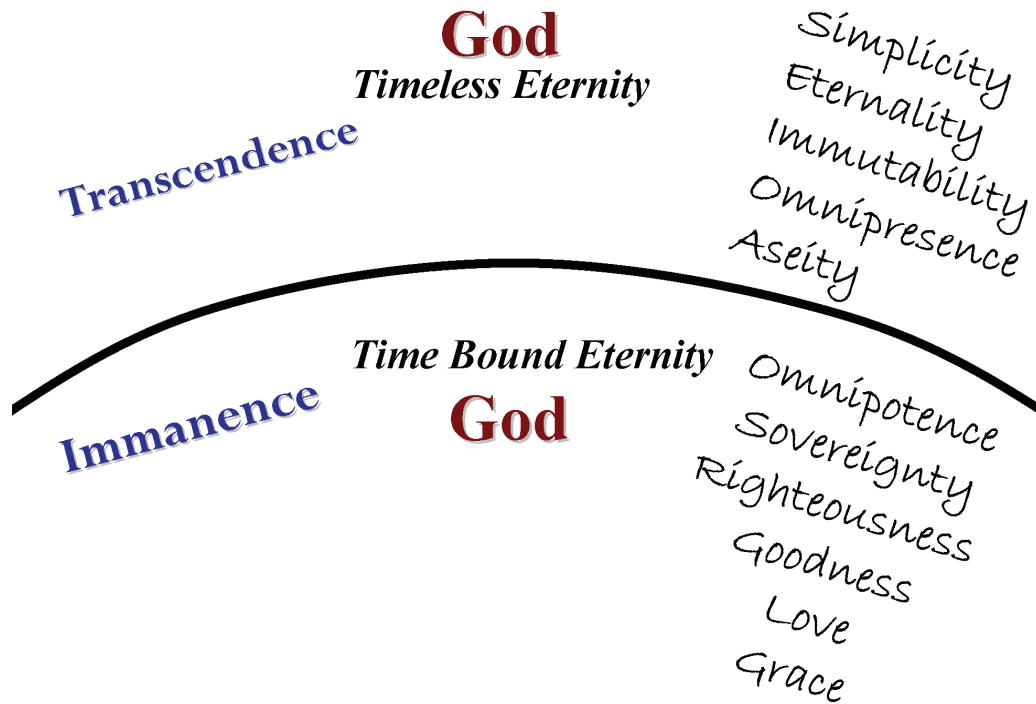 God
Timeless Eternity
Transcendence
Simplicity
Eternality
Immutability
Omnipresence
Aseity
Time Bound Eternity
God
Immanence
Omnipotence
Sovereignty
Righteousness
Goodness
Love
Grace